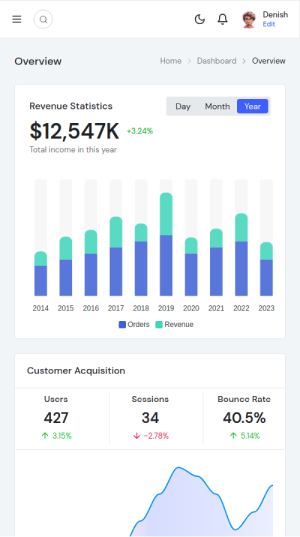 Denish
Edit
Overview
Home > Dashboard > Overview
Revenue Statistics
Day Month Year
$12,547K +3.24%
Total income in this year
2014 2015 2016 2017 2018 2019 2020 2021 2022 2023
Orders Revenue
Customer Acquisition
Users Sessions Bounce Rate
427 34 40.5%
↑ 3.15% ↓ -2.78% ↑ 5.14%